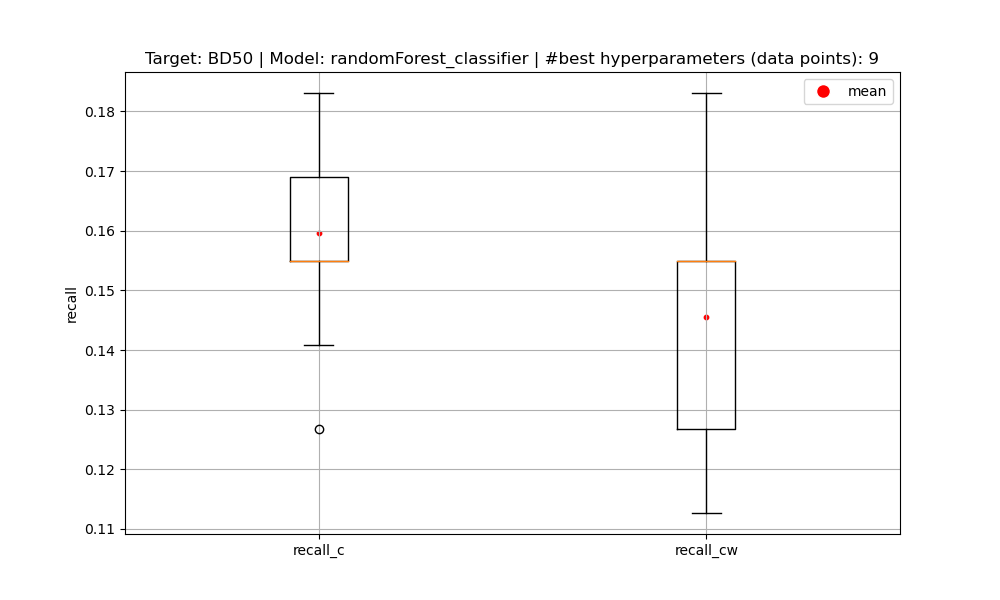 Target: BD50 | Model: randomForest_classifier | #best hyperparameters (data points): 9
mean
0.18
0.17
0.16
0.15
0.14
0.13
0.12
0.11
recall
recall_c
recall_cw